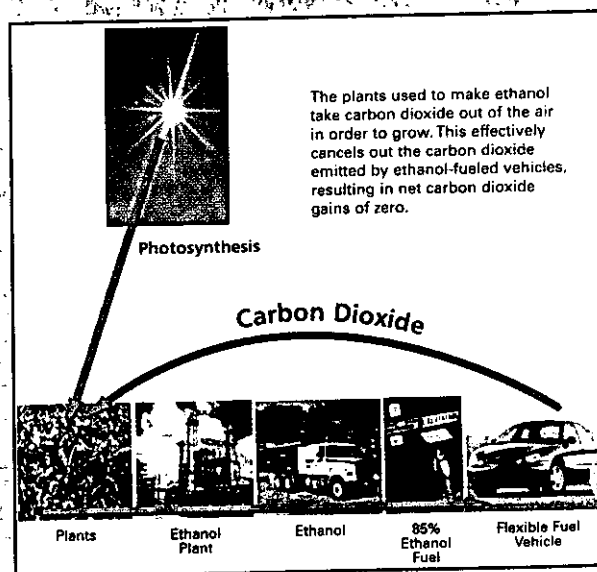 The plants used to make ethanol
take carbon dioxide out of the air
in order to grow. This effectively
cancels out the carbon dioxide
emitted by ethanol-fueled vehicles,
resulting in net carbon dioxide
gains of zero.
Photosynthesis
Carbon Dioxide
Plants
Ethanol
Plant
Ethanol
85%
Ethanol
Fuel
Flexible Fuel
Vehicle